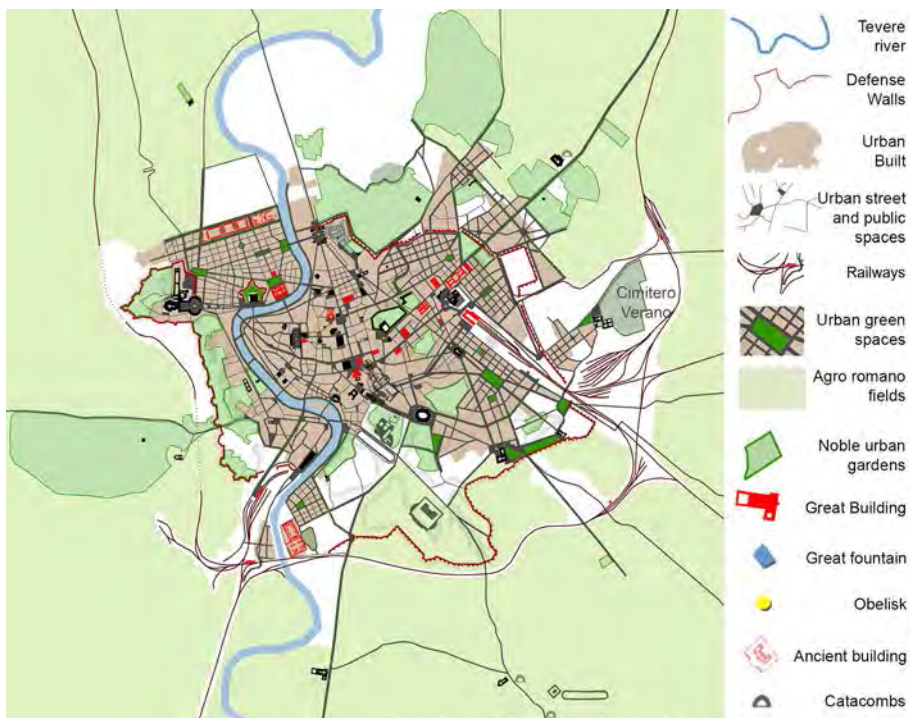 Tevere
river
Defense
Walls
Urban
Built
Urban street
and public
spaces
Railways
Cimitero
Verano
Urban green
spaces
Agro romano
fields
Noble urban
gardens
Great Building
Great fountain
Obelisk
Ancient building
Catacombs